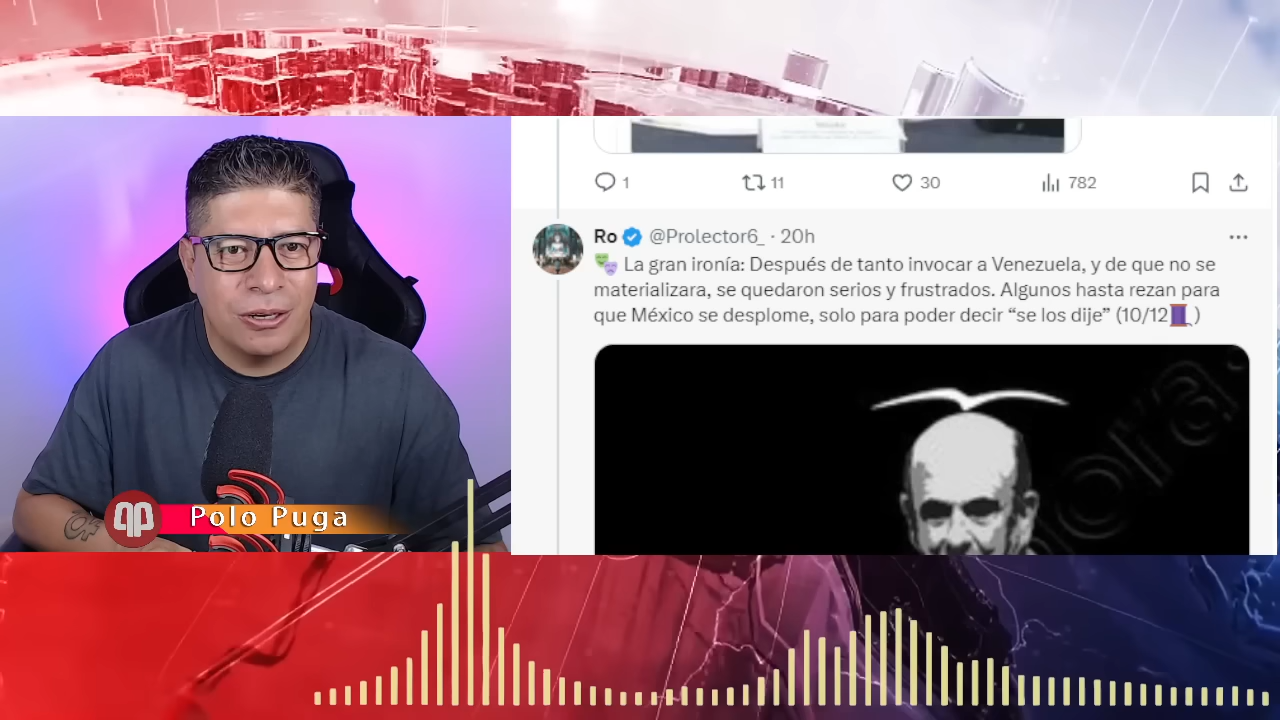 1
11
30
782
Ro @Prolector6_ · 20h
🎭 La gran ironía: Después de tanto invocar a Venezuela, y de que no se
materializara, se quedaron serios y frustrados. Algunos hasta rezan para
que México se desplome, solo para poder decir “se los dije” (10/12🧵)
Polo Puga